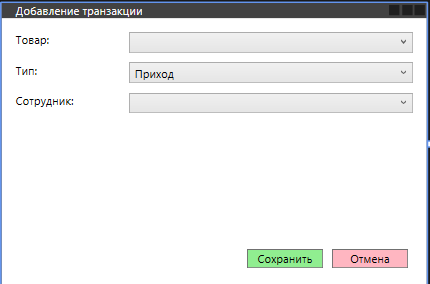 Добавление транзакции
Товар:
Тип:
Приход
Сотрудник:
Сохранить
Отмена